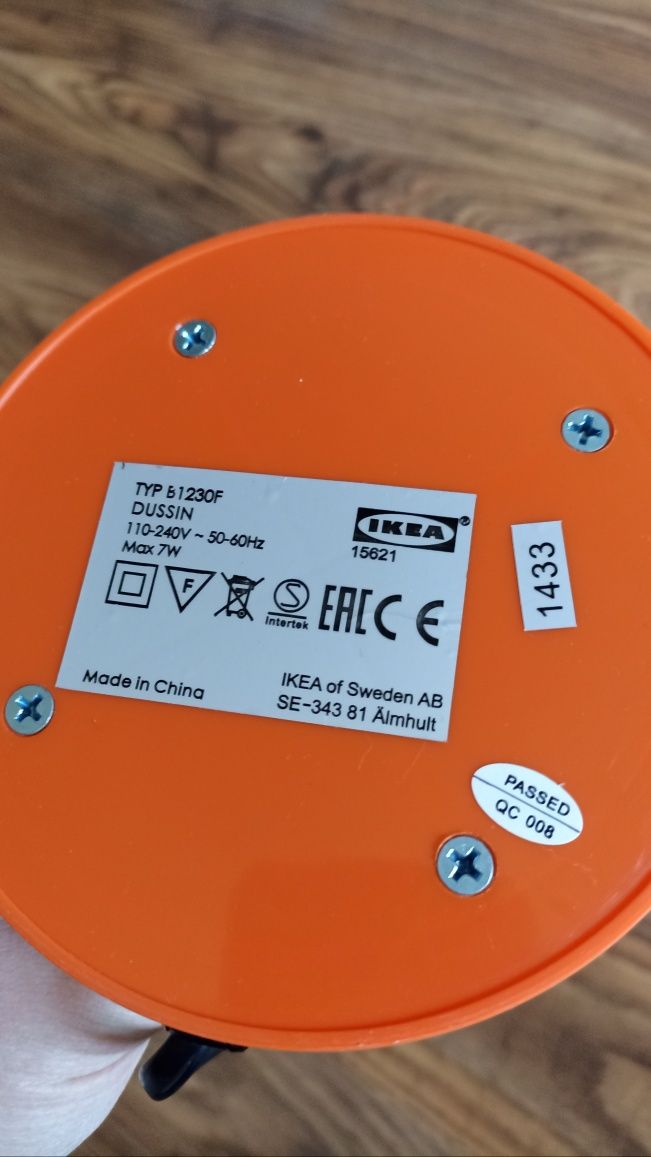 TYP B1230F
DUSSIN
110-240V ~ 50-60Hz
Max 7W
IKEA®
15621
F
S
Intertek
EAC CE
Made in China
IKEA of Sweden AB
SE-343 81 Älmhult
1433
PASSED
QC 008